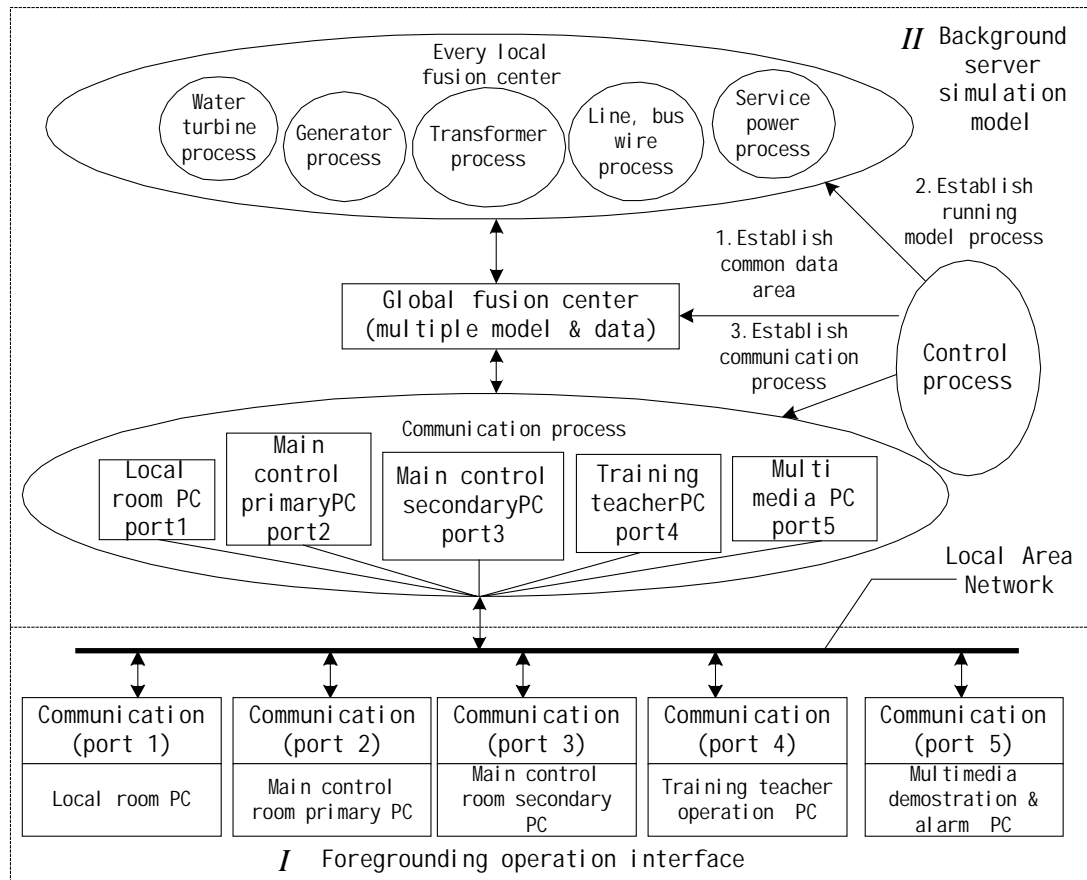 Every local
fusion center
II Background
server
simulation
model
Water
turbine
process
Generator
process
Transformer
process
Line, bus
wire
process
Service
power
process
2.Establish
running
model process
1.Establish
common data
area
Global fusion center
(multiple model & data)
3.Establish
communication
process
Control
process
Communication process
Local
room PC
port1
Main
control
primaryPC
port2
Main control
secondaryPC
port3
Training
teacherPC
port4
Multi
media PC
port5
Local Area
Network
Communication
(port 1)
Local room PC
Communication
(port 2)
Main control
room primary PC
Communication
(port 3)
Main control
room secondary
PC
Communication
(port 4)
Training teacher
operation PC
Communication
(port 5)
Multimedia
demostration &
alarm PC
I Foregrounding operation interface